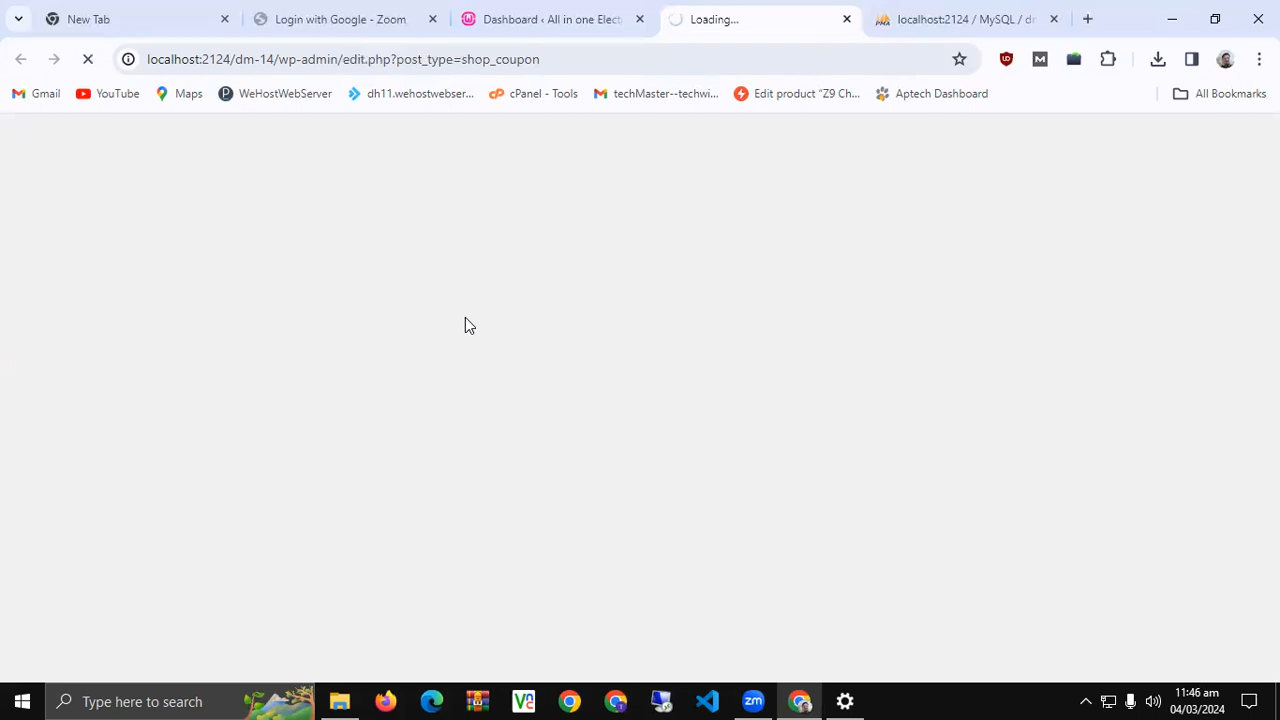 New Tab
Login with Google - Zoom
Dashboard ‹ All in one Elect
Loading...
localhost:2124 / MySQL / dm
localhost:2124/dm-14/wp-admin/edit.php?post_type=shop_coupon
Gmail
YouTube
Maps
WeHostWebServer
dh11.wehostwebser...
cPanel - Tools
techMaster--techwi...
Edit product "Z9 Ch...
Aptech Dashboard
All Bookmarks
Type here to search
11:46 am
04/03/2024